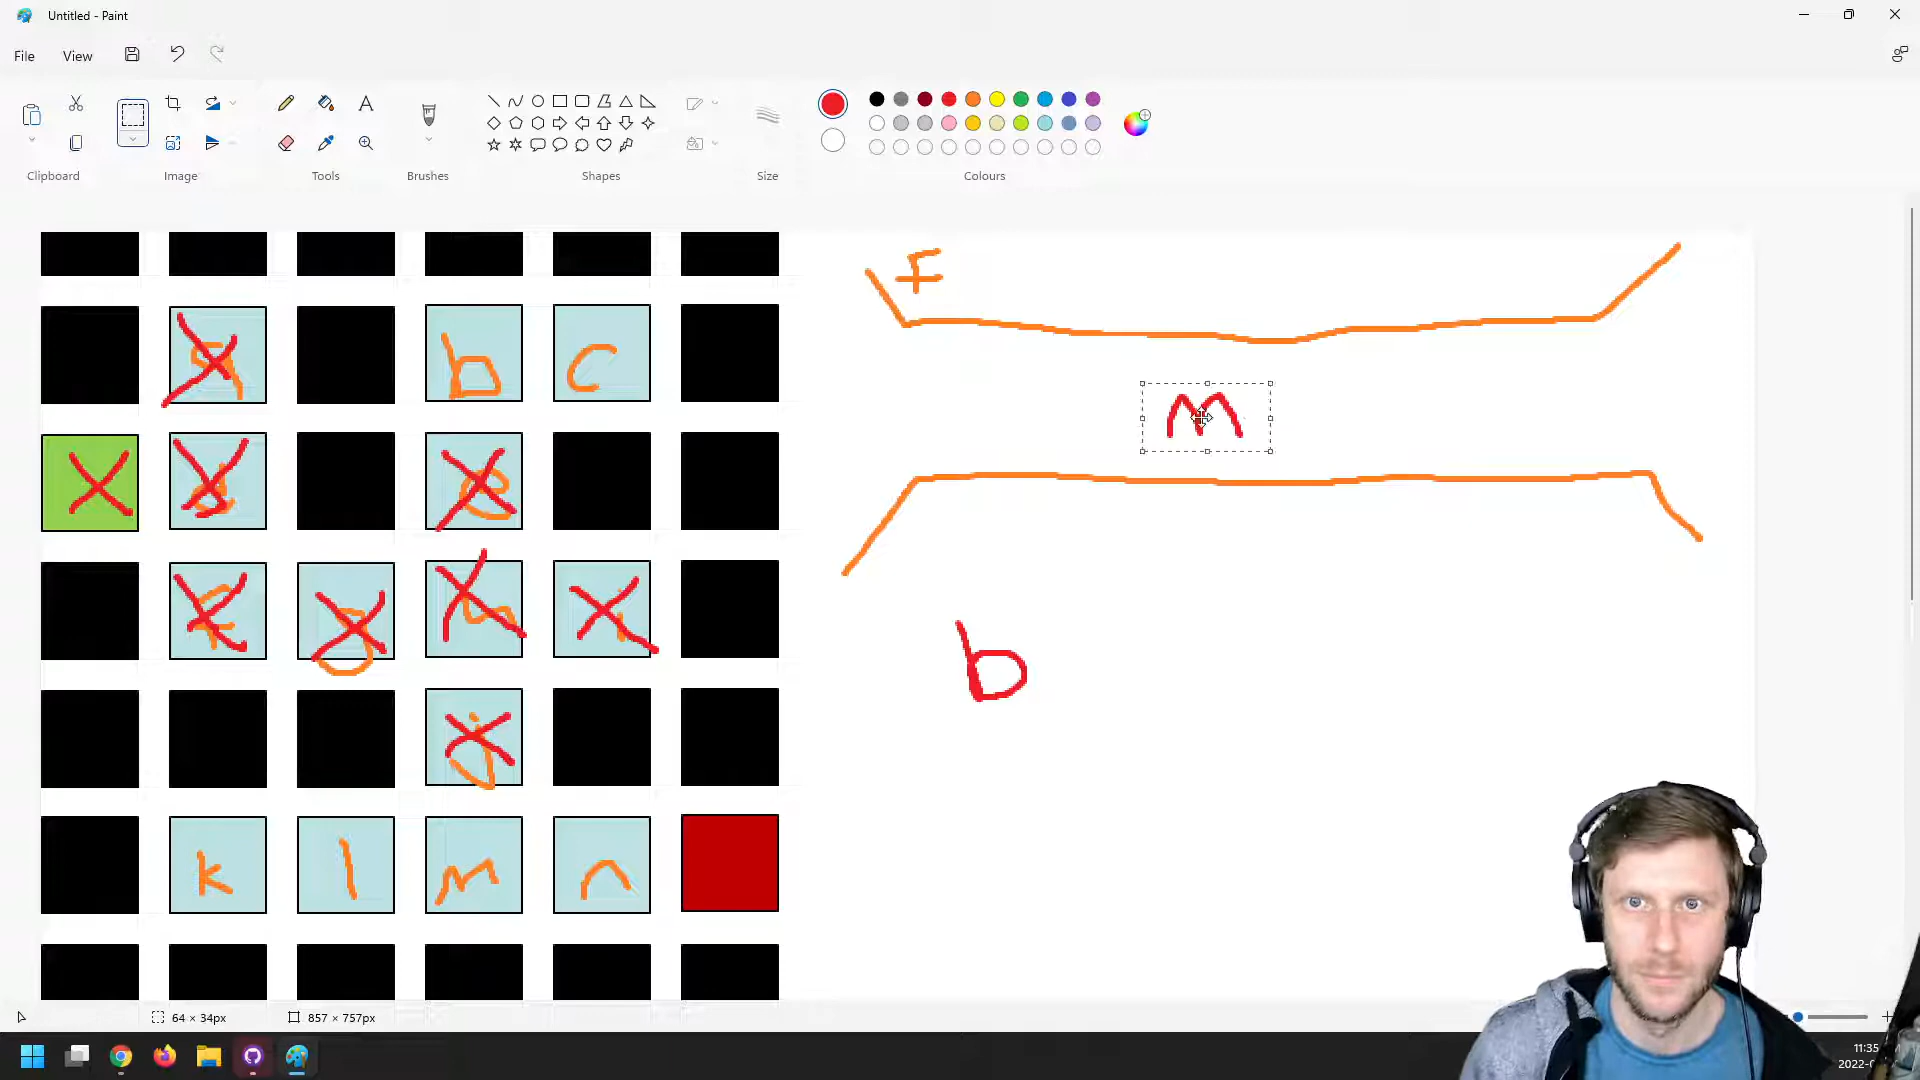 Untitled - Paint
File
View
Clipboard
Image
Tools
Brushes
Shapes
Size
Colours
F
b c
m
e
g
j
b
k l m n
64 × 34px
857 × 757px
11:35